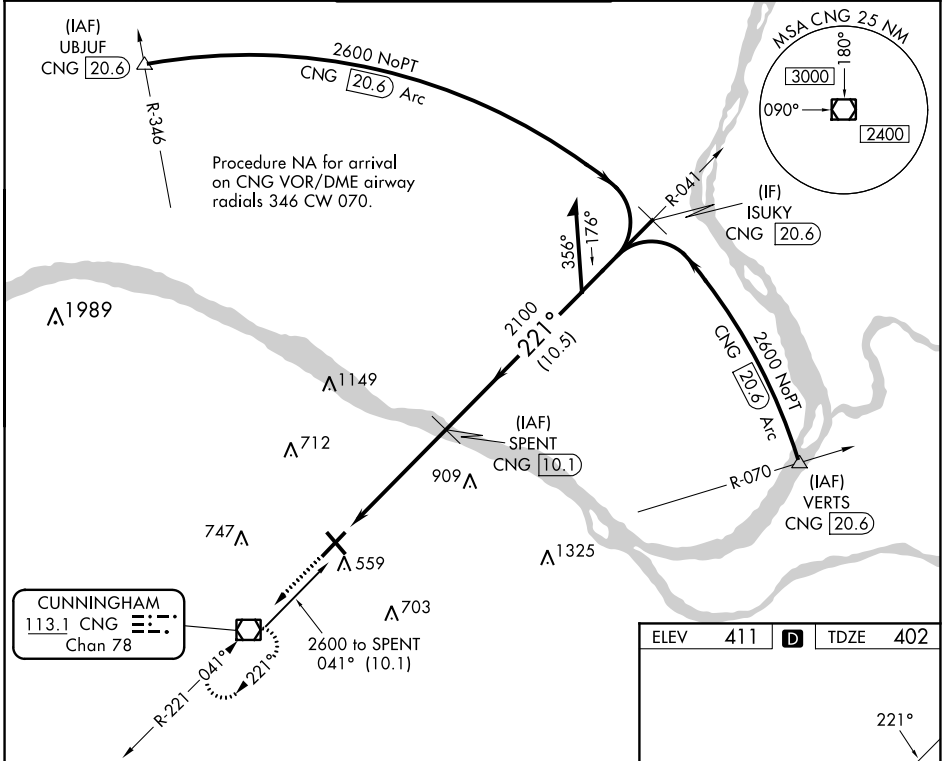 (IAF)
UBJUF
CNG 20.6
2600 NoPT
CNG 20.6 Arc
R-346
MSA CNG 25 NM
180°
3000
090°
2400
Procedure NA for arrival
on CNG VOR/DME airway
radials 346 CW 070.
R-041
(IF)
ISUKY
CNG 20.6
356°
176°
1989
2100
221°
(10.5)
2600 NoPT
CNG 20.6 Arc
1149
(IAF)
SPENT
CNG 10.1
712
909
R-070
(IAF)
VERTS
CNG 20.6
747
559
1325
CUNNINGHAM
113.1 CNG
Chan 78
703
2600 to SPENT
041° (10.1)
R-221
041°
221°
ELEV 411 D TDZE 402
221°